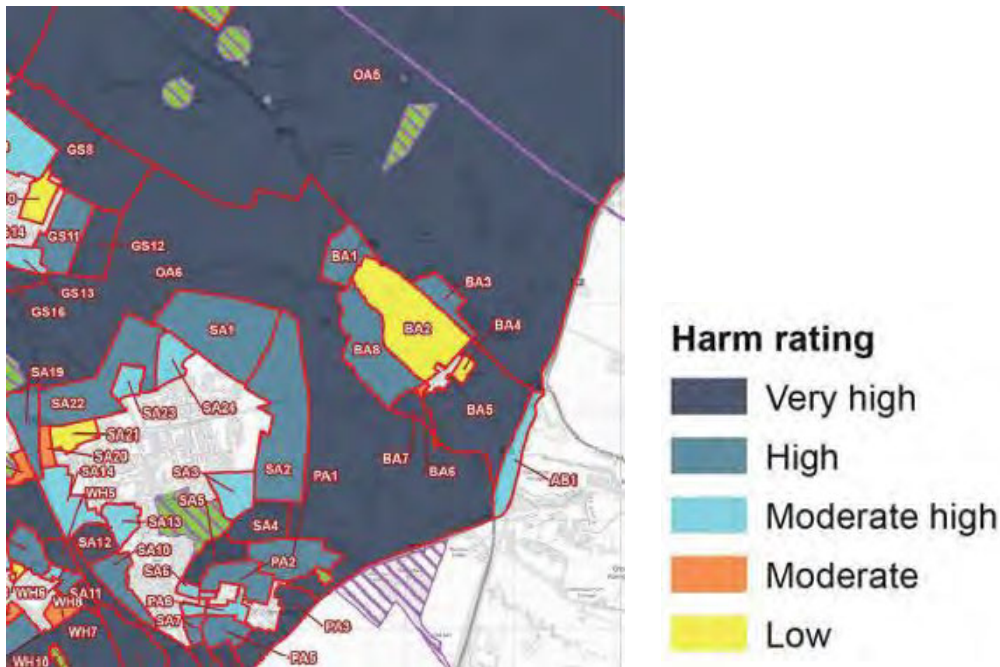 OA5
GS8
GS11
GS12
OA6
GS13
GS16
BA1
BA3
BA2
BA4
BA8
SA1
SA19
SA22
SA23
SA24
BA5
SA21
SA20
SA14
SA3
SA2
PA1
BA7
BA6
AB1
WH5
SA5
SA13
SA4
SA12
SA10
PA2
SA6
SA11
PA6
WH8
SA7
PA3
WH7
PA5
WH10
Harm rating
Very high
High
Moderate high
Moderate
Low